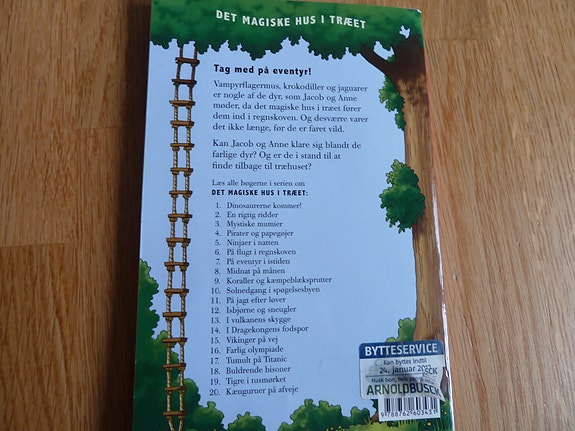 DET MAGISKE HUS I TRÆET
Tag med på eventyr!
Vampyrflagermus, krokodiller og jaguarer
er nogle af de dyr, som Jacob og Anne
møder, da det magiske hus i træet fører
dem ind i regnskoven. Og desværre varer
det ikke længe, før de er faret vild.
Kan Jacob og Anne klare sig blandt de
farlige dyr? Og er de i stand til at
finde tilbage til træhuset?
Læs alle bøgerne i serien om
DET MAGISKE HUS I TRÆET:
1. Dinosaurerne kommer!
2. En rigtig ridder
3. Mystiske mumier
4. Pirater og papegøjer
5. Ninjaer i natten
6. På flugt i regnskoven
7. På eventyr i istiden
8. Midnat på månen
9. Koraller og kæmpeblæksprutter
10. Solnedgang i spøgelsesbyen
11. På jagt efter løver
12. Isbjørne og sneugler
13. I vulkanens skygge
14. I Dragekongens fodspor
15. Vikinger på vej
16. Farlig olympiade
17. Tumult på Titanic
18. Buldrende bisoner
19. Tigre i tusmørket
20. Kænguruer på afveje
BYTTESERVICE
Kan byttes indtil
24. januar
ARNOLDBUSCK
9 788762 603431